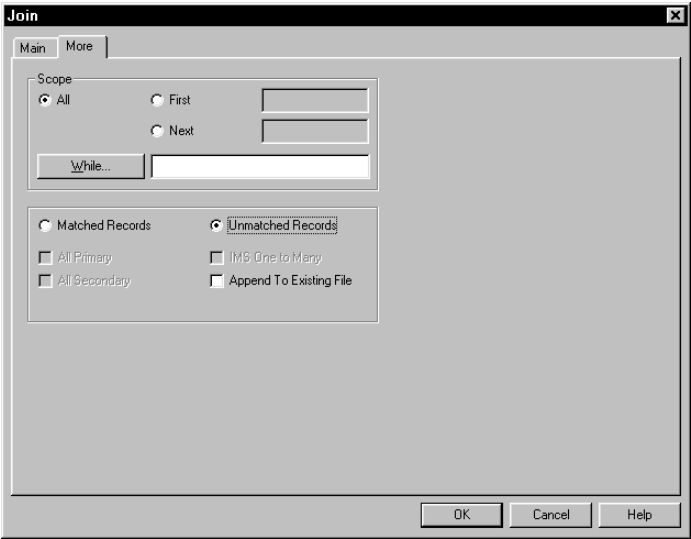 Join
Main
More
Scope
All
First
Next
While...
Matched Records
Unmatched Records
All Primary
IMS One to Many
All Secondary
Append To Existing File
OK
Cancel
Help